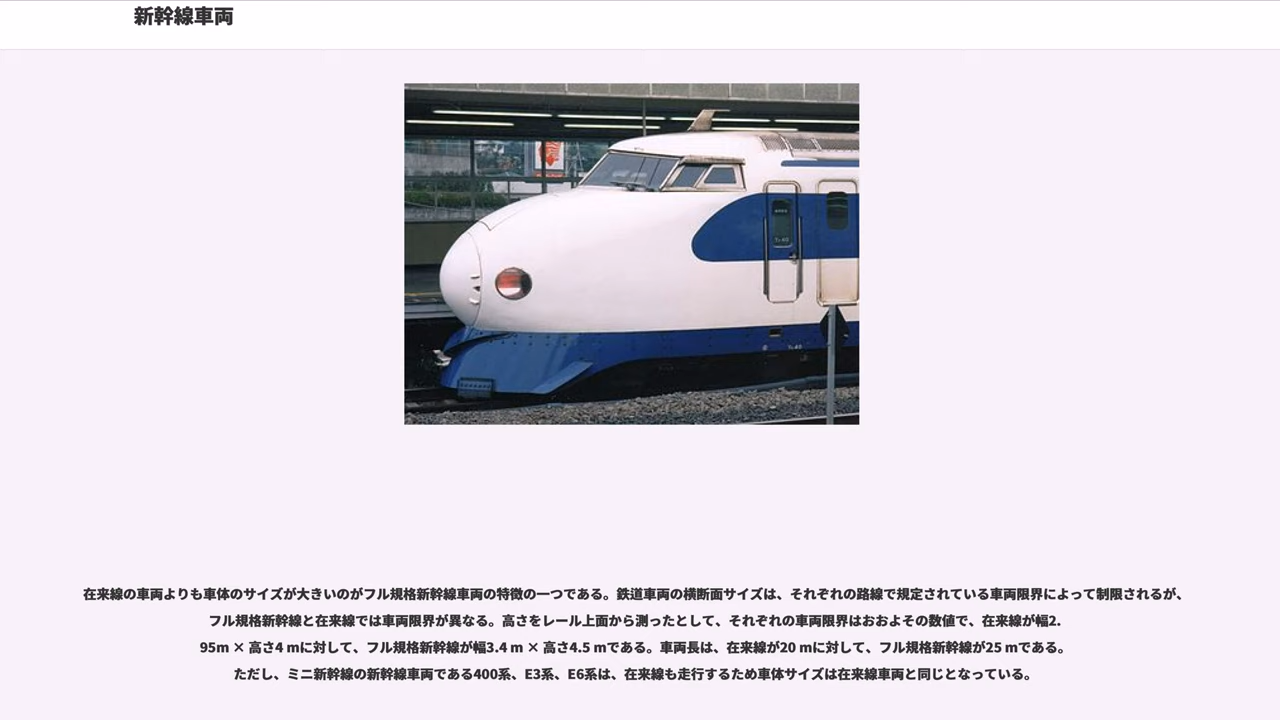 新幹線車両
在来線の車両よりも車体のサイズが大きいのがフル規格新幹線車両の特徴の一つである。鉄道車両の横断面サイズは、それぞれの路線で規定されている車両限界によって制限されるが、
フル規格新幹線と在来線では車両限界が異なる。高さをレール上面から測ったとして、それぞれの車両限界はおおよその数値で、在来線が幅2.
95m × 高さ4 mに対して、フル規格新幹線が幅3.4 m × 高さ4.5 mである。車両長は、在来線が20 mに対して、フル規格新幹線が25 mである。
ただし、ミニ新幹線の新幹線車両である400系、E3系、E6系は、在来線も走行するため車体サイズは在来線車両と同じとなっている。